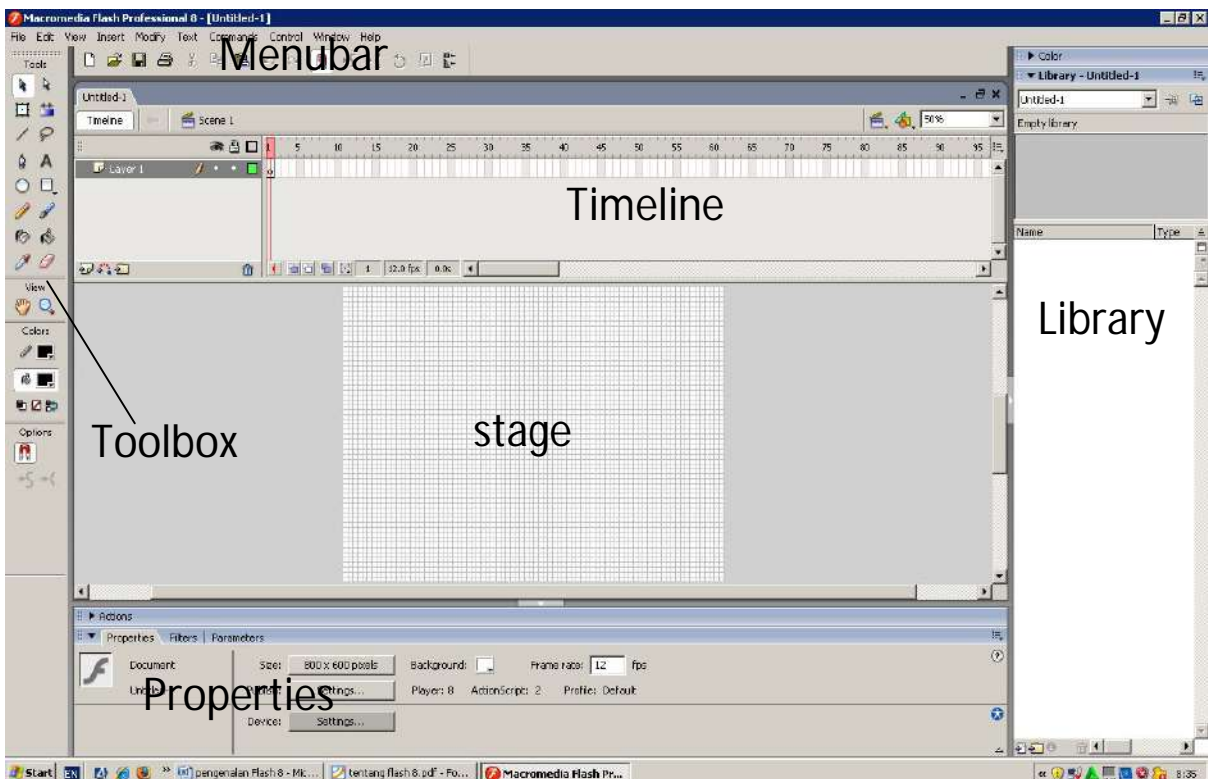 Macromedia Flash Professional 8 - [Untitled-1]
File Edit View Insert Modify Text Commands Control Window Help
Menubar
Tools
Color
Library - Untitled-1
Untitled-1
Untitled-1
Empty library
Timeline
Scene 1
50%
1 5 10 15 20 25 30 35 40 45 50 55 60 65 70 75 80 85 90 95
Layer 1
Timeline
Name Type
1 12.0 fps 0.0s
View
Library
Colors
Toolbox
stage
Options
Actions
Properties Filters Parameters
Document
Size: 800 x 600 pixels Background: Frame rate: 12 fps
Properties
Settings... Player: 8 ActionScript: 2 Profile: Default
Device: Settings...
Start EN pengenalan Flash 8 - Mic... tentang flash 8.pdf - Fo... Macromedia Flash Pr... 8:35